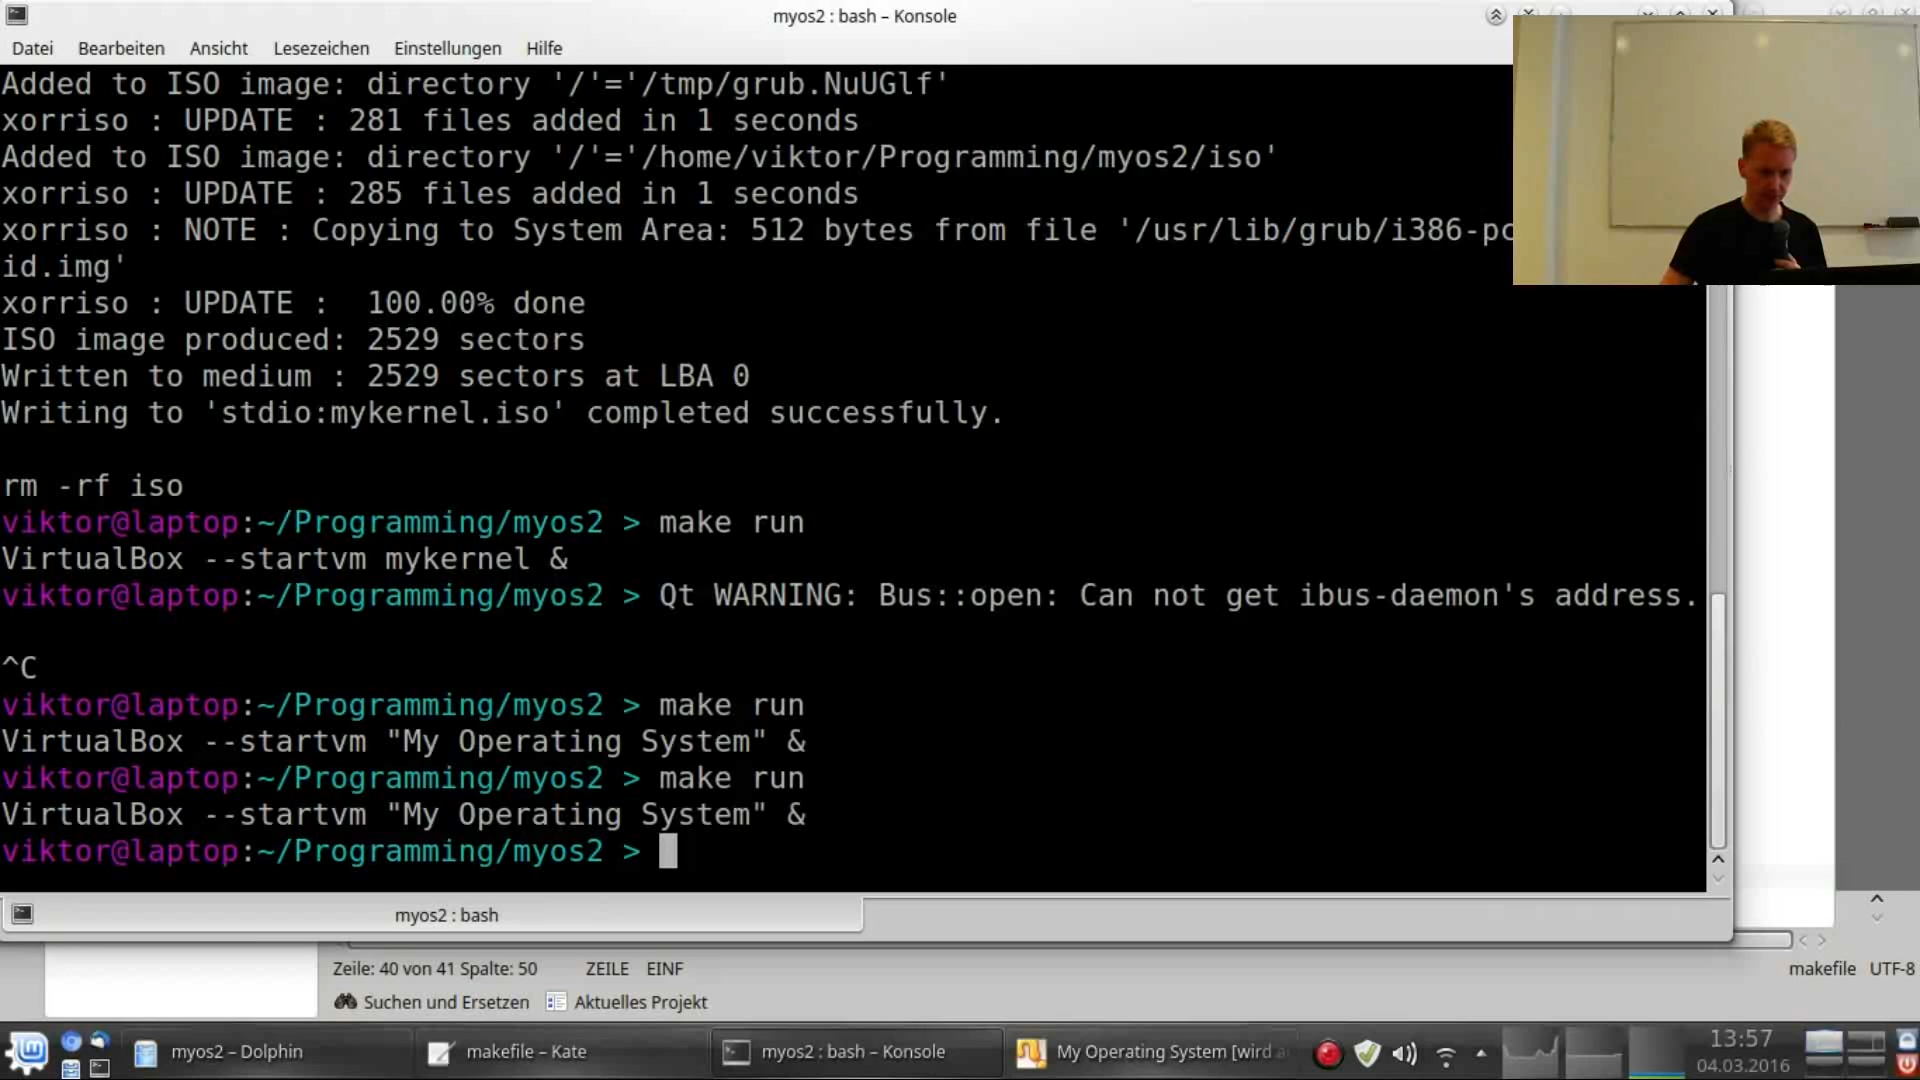 myos2 : bash – Konsole
Datei Bearbeiten Ansicht Lesezeichen Einstellungen Hilfe
Added to ISO image: directory '/'='/tmp/grub.NuUGlf'
xorriso : UPDATE : 281 files added in 1 seconds
Added to ISO image: directory '/'='/home/viktor/Programming/myos2/iso'
xorriso : UPDATE : 285 files added in 1 seconds
xorriso : NOTE : Copying to System Area: 512 bytes from file '/usr/lib/grub/i386-pc
id.img'
xorriso : UPDATE :  100.00% done
ISO image produced: 2529 sectors
Written to medium : 2529 sectors at LBA 0
Writing to 'stdio:mykernel.iso' completed successfully.
rm -rf iso
viktor@laptop:~/Programming/myos2 > make run
VirtualBox --startvm mykernel &
viktor@laptop:~/Programming/myos2 > Qt WARNING: Bus::open: Can not get ibus-daemon's address.
^C
viktor@laptop:~/Programming/myos2 > make run
VirtualBox --startvm "My Operating System" &
viktor@laptop:~/Programming/myos2 > make run
VirtualBox --startvm "My Operating System" &
viktor@laptop:~/Programming/myos2 >
myos2 : bash
Zeile: 40 von 41 Spalte: 50 ZEILE EINF makefile UTF-8
Suchen und Ersetzen Aktuelles Projekt
myos2 – Dolphin makefile – Kate myos2 : bash – Konsole My Operating System [wird 13:57
04.03.2016